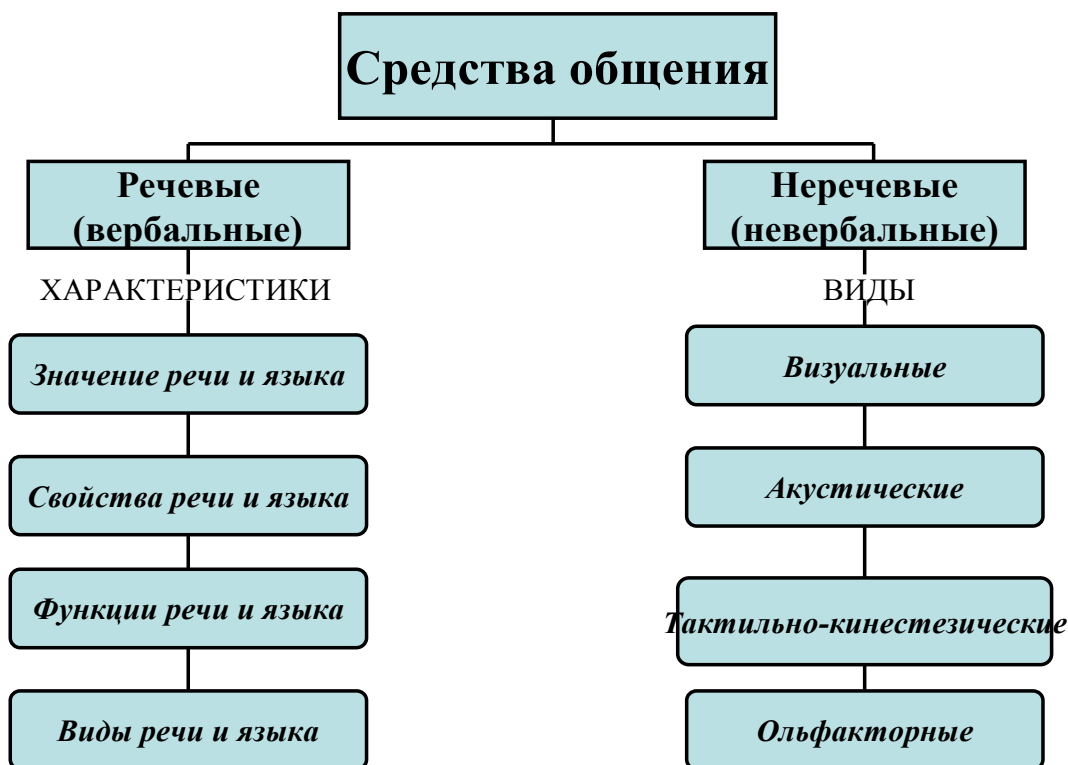 Средства общения
Речевые
(вербальные)
Неречевые
(невербальные)
ХАРАКТЕРИСТИКИ
ВИДЫ
Значение речи и языка
Визуальные
Свойства речи и языка
Акустические
Функции речи и языка
Тактильно-кинестезические
Виды речи и языка
Ольфакторные